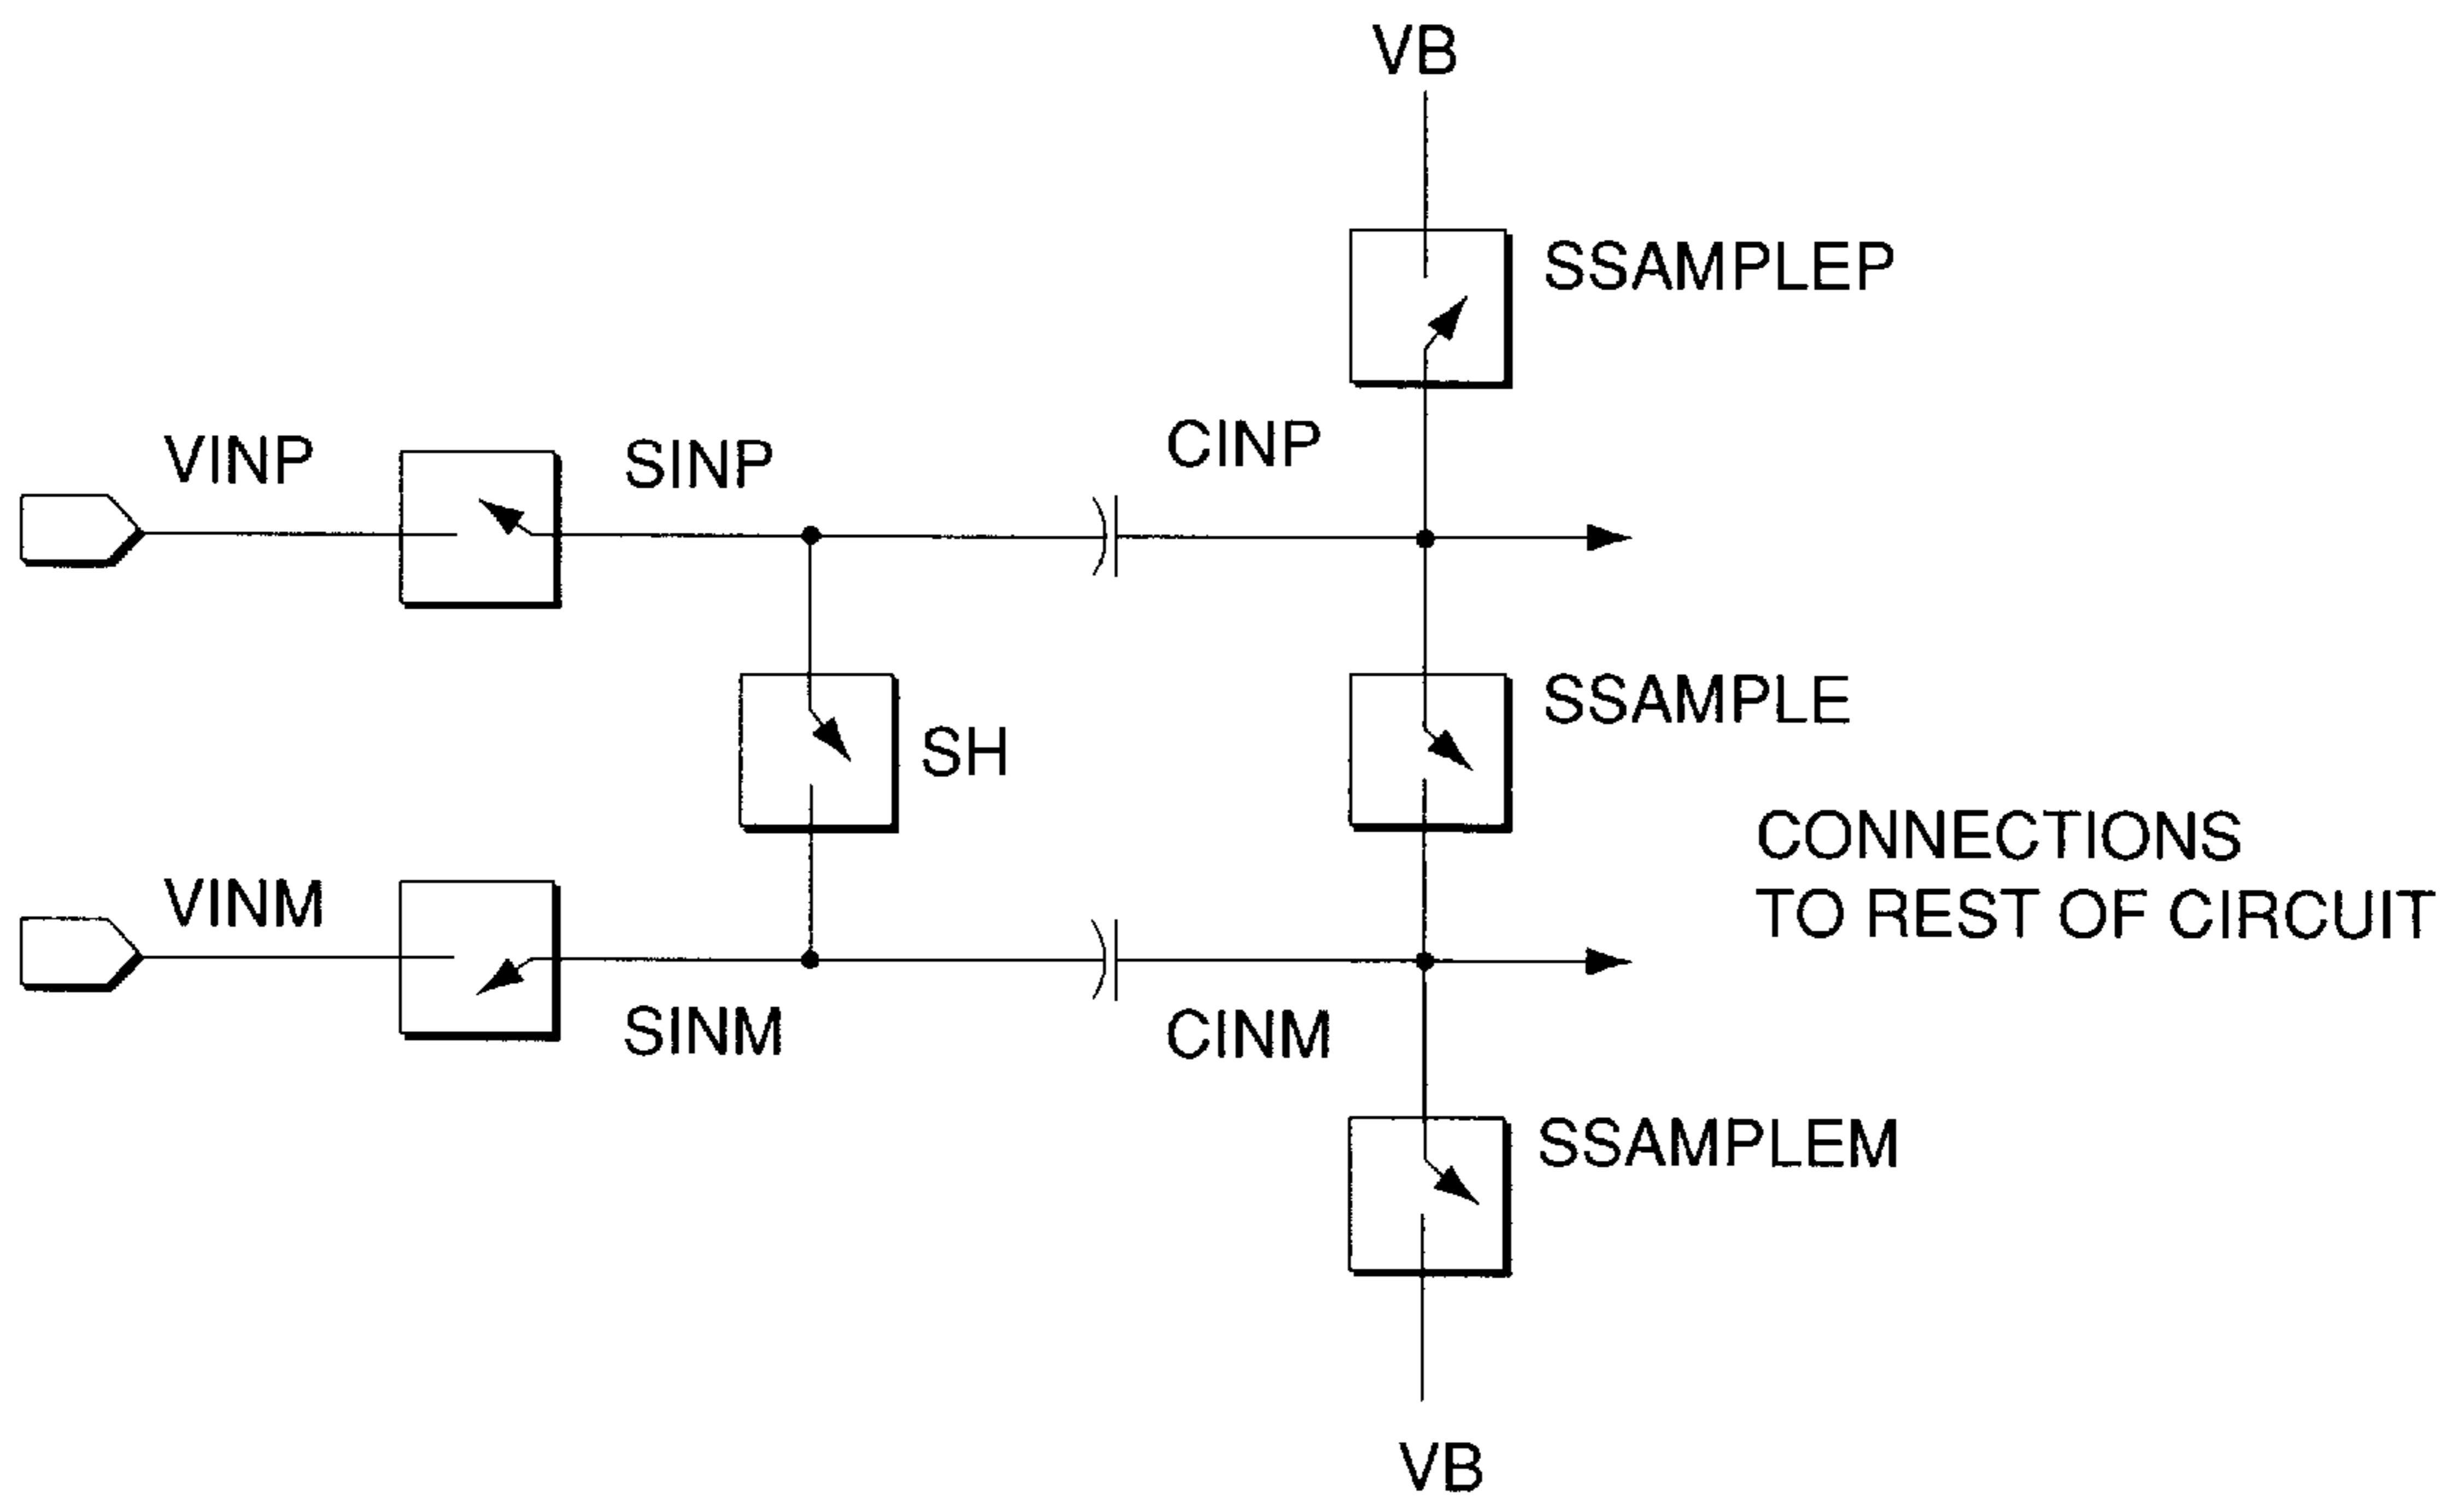 VB
SSAMPLEP
VINP
SINP
CINP
SSAMPLE
SH
CONNECTIONS
TO REST OF CIRCUIT
VINM
SINM
CINM
SSAMPLEM
VB